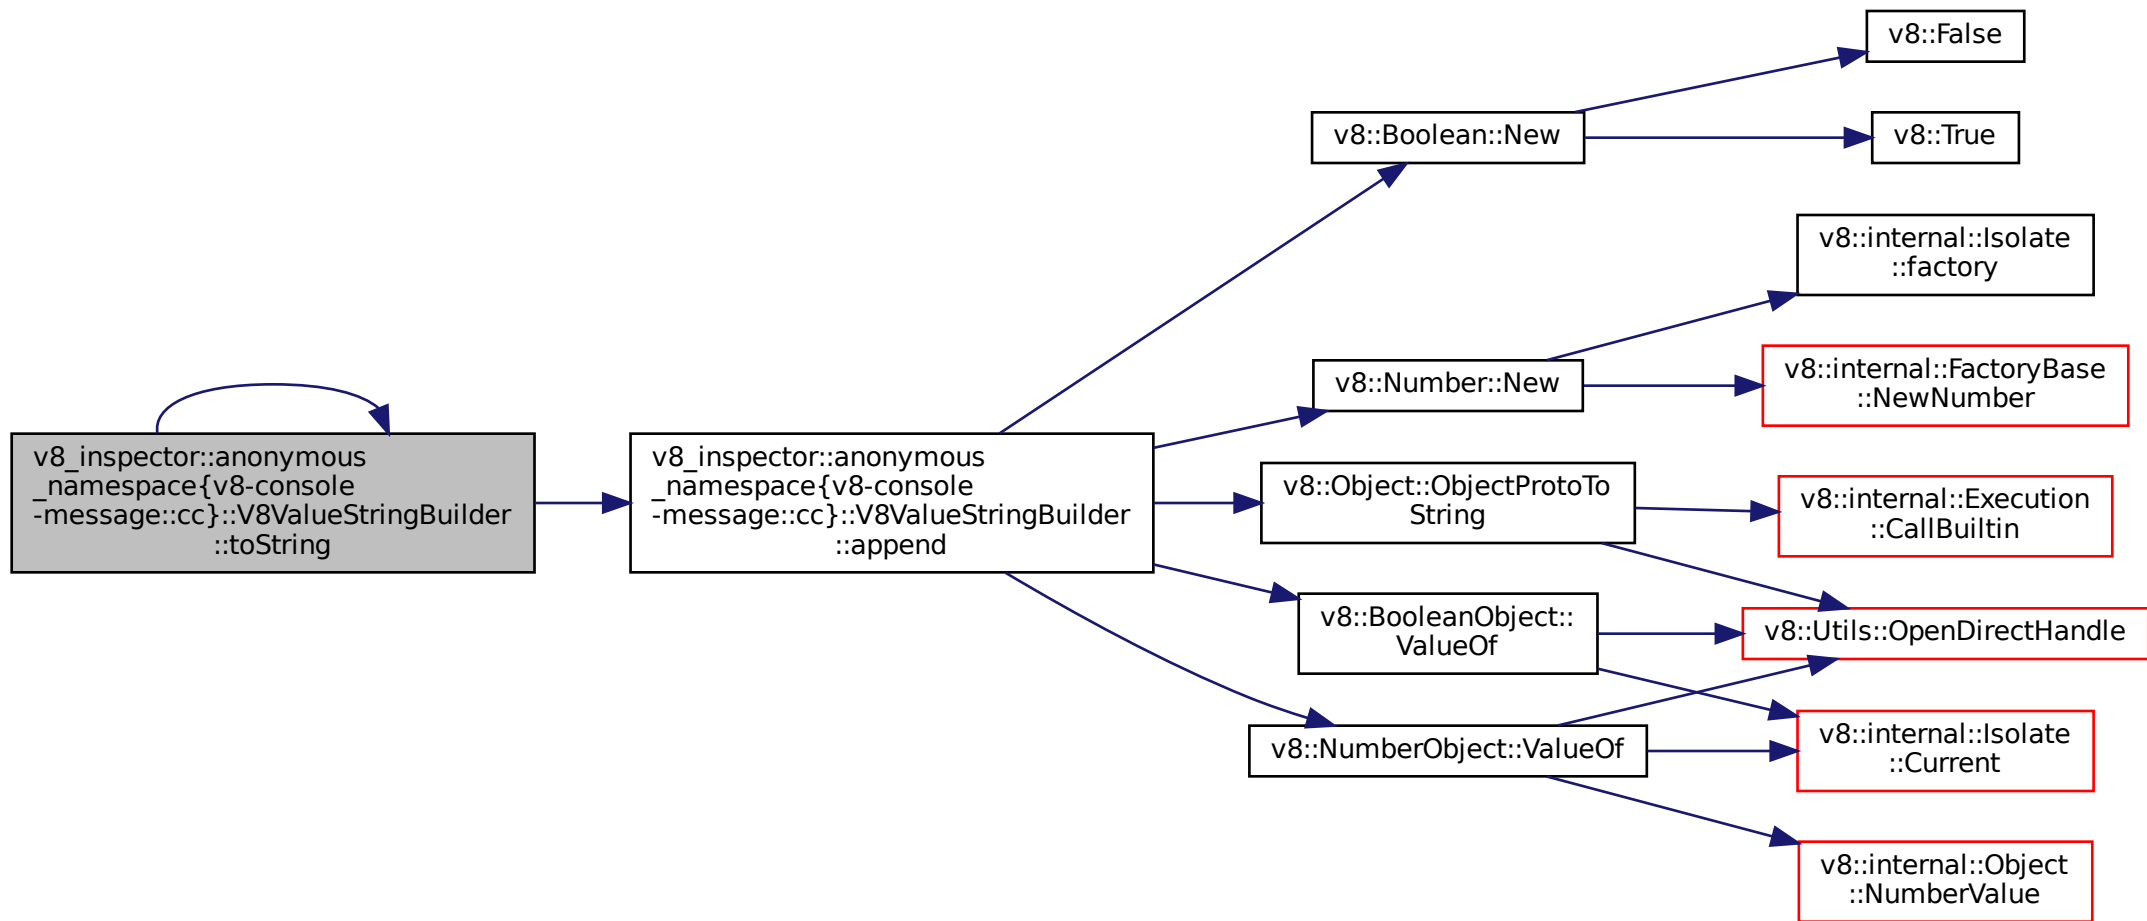 v8_inspector::anonymous
_namespace{v8-console
-message::cc}::V8ValueStringBuilder
::toString
v8_inspector::anonymous
_namespace{v8-console
-message::cc}::V8ValueStringBuilder
::append
v8::Boolean::New
v8::False
v8::True
v8::Number::New
v8::internal::Isolate
::factory
v8::internal::FactoryBase
::NewNumber
v8::Object::ObjectProtoTo
String
v8::internal::Execution
::CallBuiltin
v8::Utils::OpenDirectHandle
v8::BooleanObject::
ValueOf
v8::internal::Isolate
::Current
v8::NumberObject::ValueOf
v8::internal::Object
::NumberValue